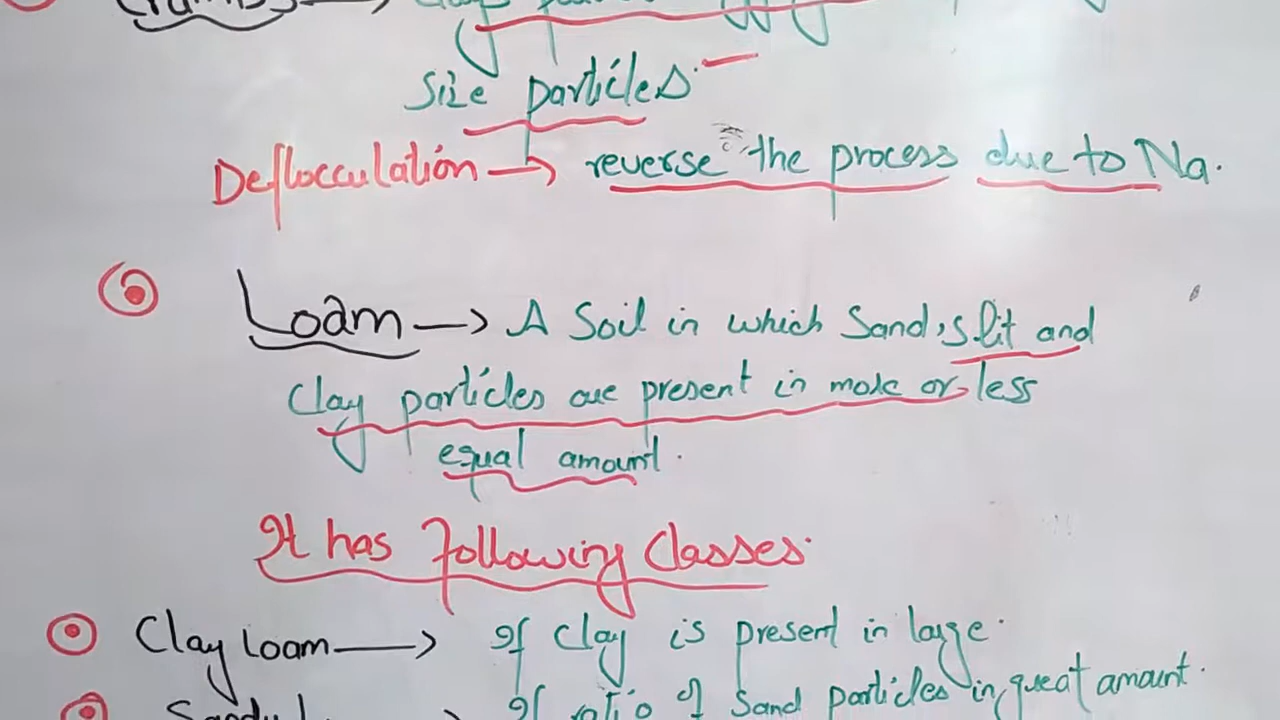 size particles.
Deflocculation → reverse the process due to Na.
Loam → A Soil in which Sand, slit and
Clay particles are present in more or less
equal amount.
It has following classes.
Clay Loam → If clay is present in large.
If ratio of Sand particles in great amount.